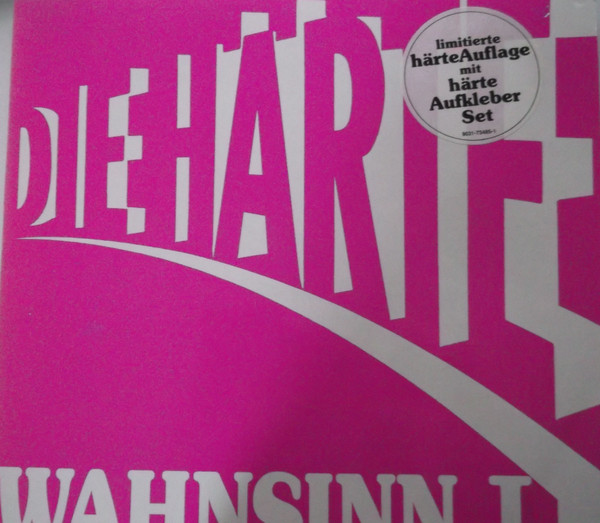 DIE HÄRTE
limitierte
härteAuflage
mit
härte
Aufkleber
Set
WAHNSINN